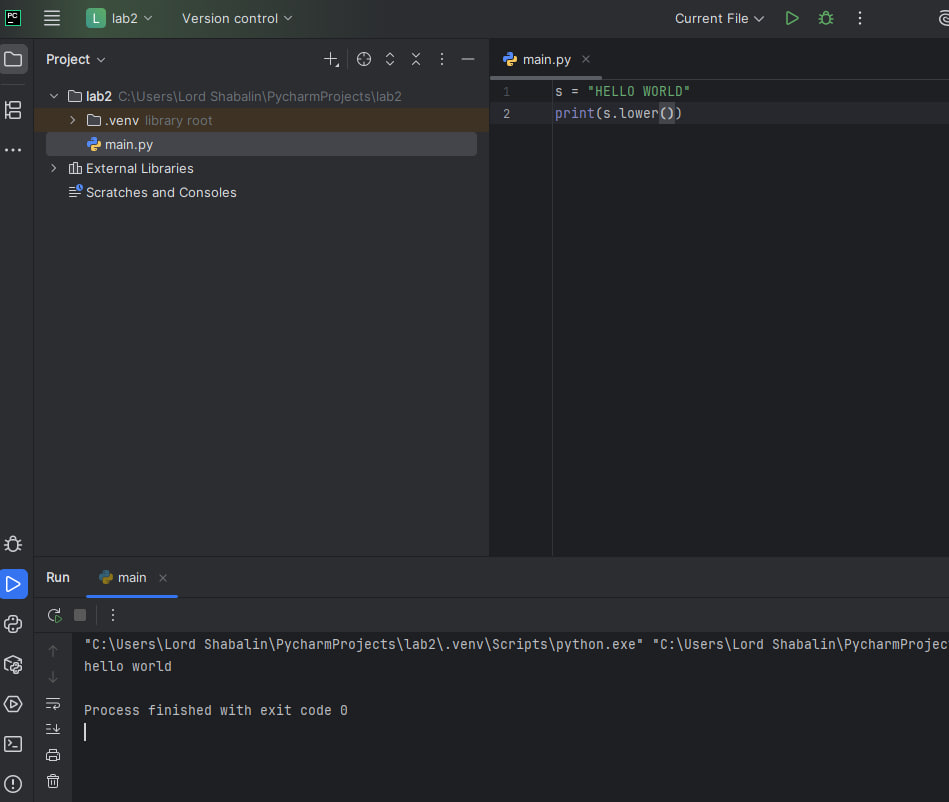 PC
L lab2 Version control Current File
Project
main.py
lab2 C:\Users\Lord Shabalin\PycharmProjects\lab2
.venv library root
main.py
External Libraries
Scratches and Consoles
1 s = "HELLO WORLD"
2 print(s.lower())
Run main
"C:\Users\Lord Shabalin\PycharmProjects\lab2\.venv\Scripts\python.exe" "C:\Users\Lord Shabalin\PycharmProjec
hello world
Process finished with exit code 0